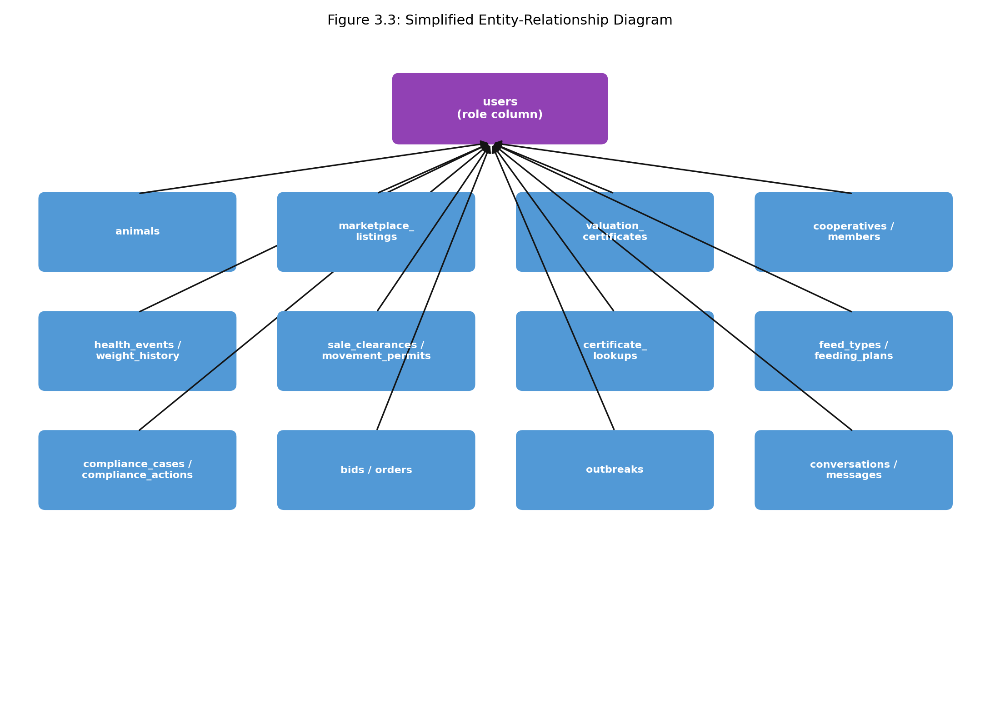 Figure 3.3: Simplified Entity-Relationship Diagram
users
(role column)
animals
marketplace_
listings
valuation_
certificates
cooperatives /
members
health_events /
weight_history
sale_clearances /
movement_permits
certificate_
lookups
feed_types /
feeding_plans
compliance_cases /
compliance_actions
bids / orders
outbreaks
conversations /
messages